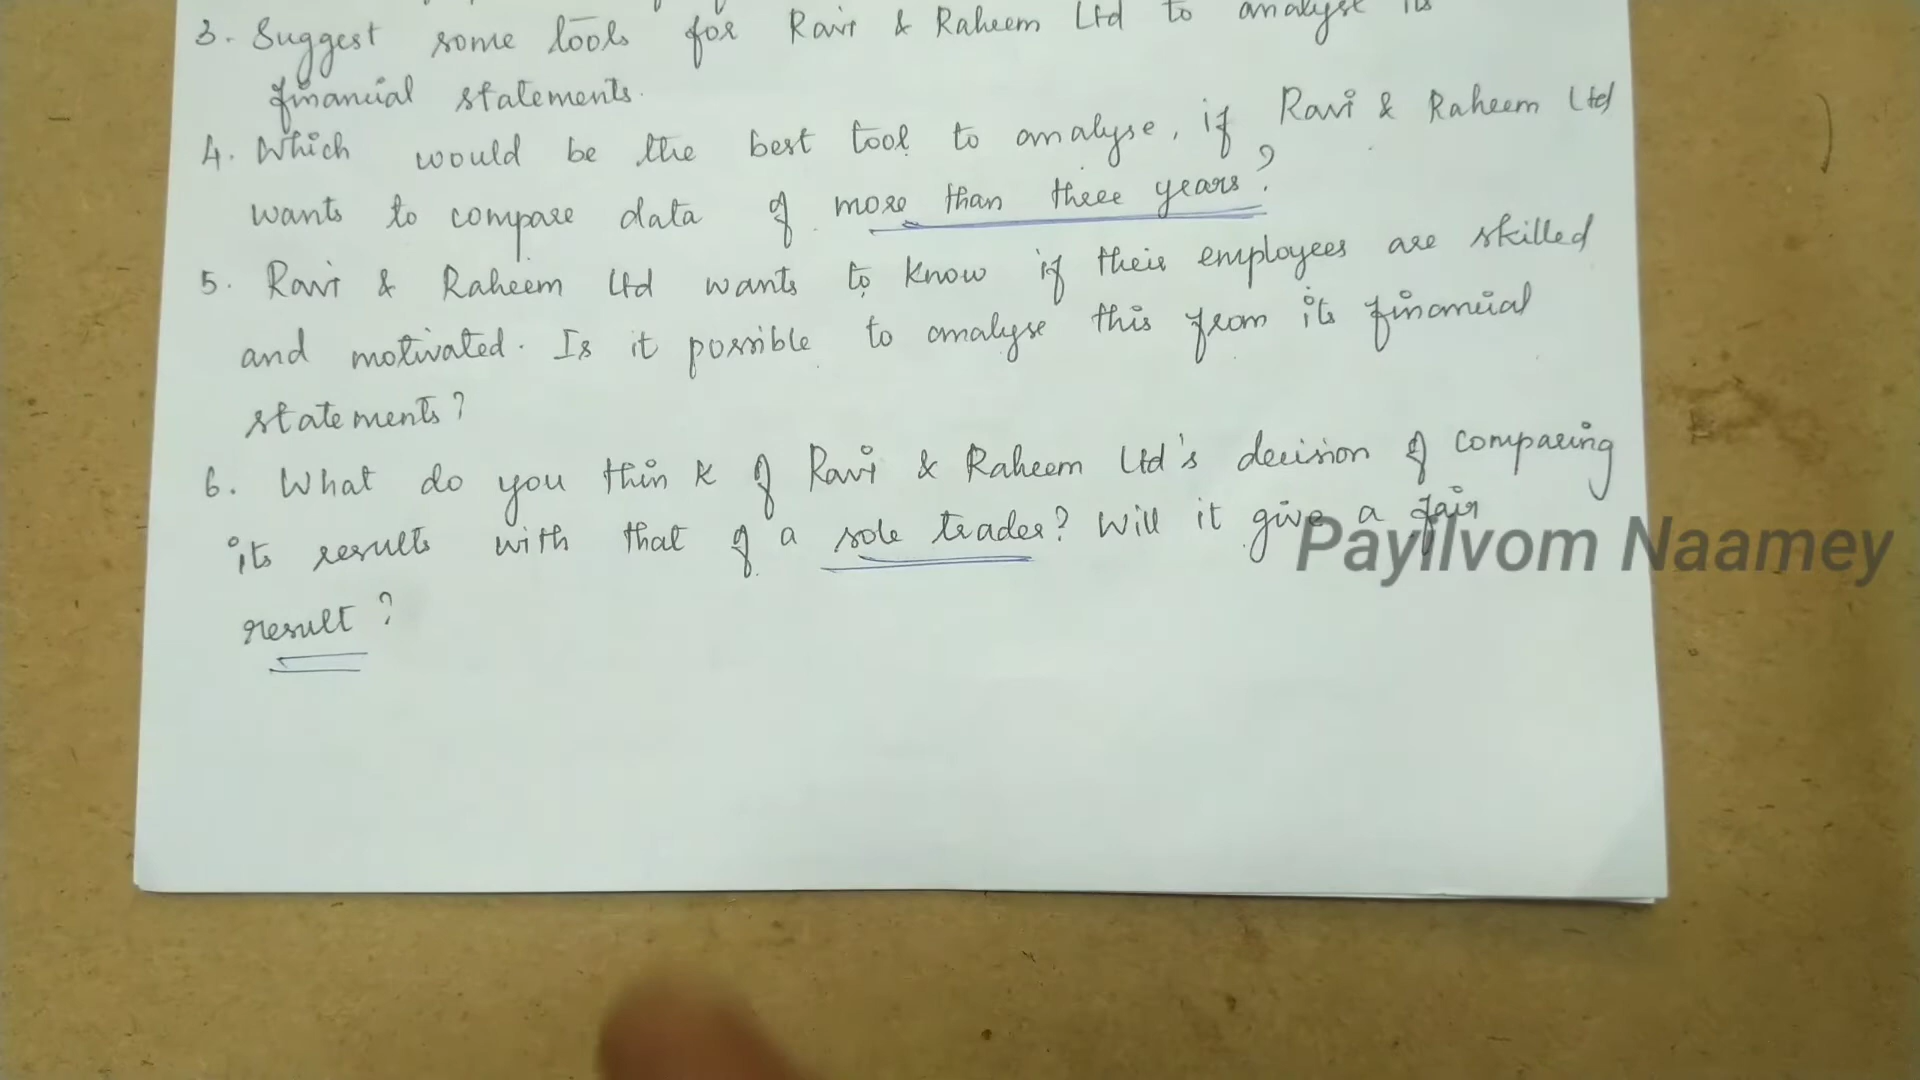 3. Suggest some tools for Ravi & Raheem Ltd to analyse its
financial statements.
4. Which would be the best tool to analyse, if Ravi & Raheem Ltd
wants to compare data of more than three years?
5. Ravi & Raheem Ltd wants to know if their employees are skilled
and motivated. Is it possible to analyse this from its financial
statements?
6. What do you think of Ravi & Raheem Ltd's decision of comparing
its results with that of a sole trader? Will it give a fair
result?
Payilvom Naamey